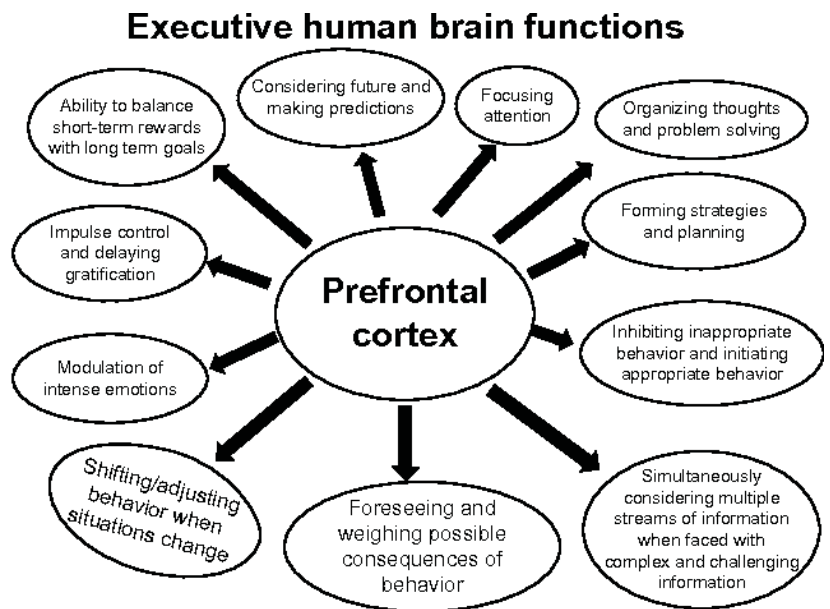 Executive human brain functions
Ability to balance
short-term rewards
with long term goals
Considering future and
making predictions
Focusing
attention
Organizing thoughts
and problem solving
Impulse control
and delaying
gratification
Forming strategies
and planning
Prefrontal
cortex
Inhibiting inappropriate
behavior and initiating
appropriate behavior
Modulation of
intense emotions
Shifting/adjusting
behavior when
situations change
Foreseeing and
weighing possible
consequences of
behavior
Simultaneously
considering multiple
streams of information
when faced with
complex and challenging
information